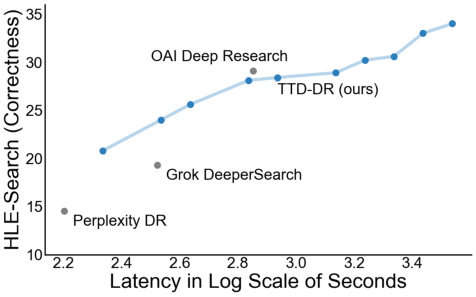 HLE-Search (Correctness)
35
30
25
20
15
10
OAI Deep Research
TTD-DR (ours)
Grok DeeperSearch
Perplexity DR
2.2 2.4 2.6 2.8 3.0 3.2 3.4
Latency in Log Scale of Seconds